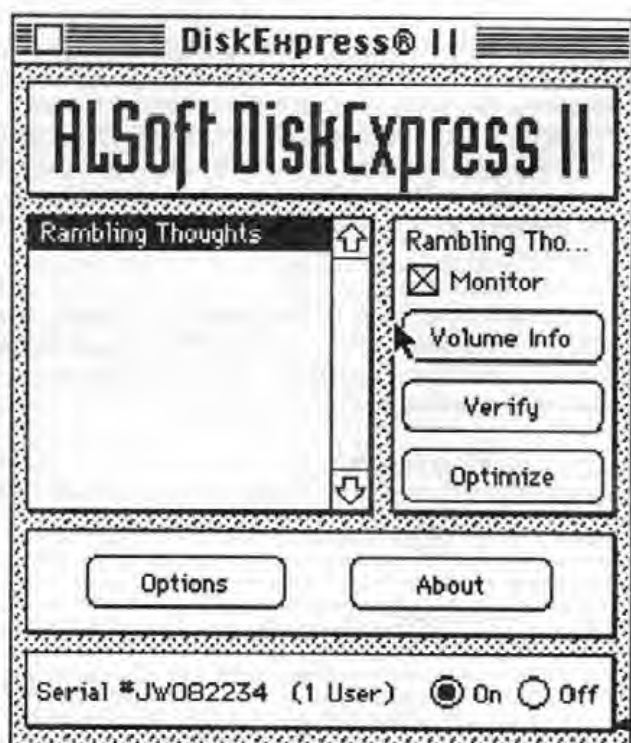 DiskExpress® II
ALSoft DiskExpress II
Rambling Thoughts
Rambling Tho...
Monitor
Volume Info
Verify
Optimize
Options
About
Serial #JW082234 (1 User) On Off